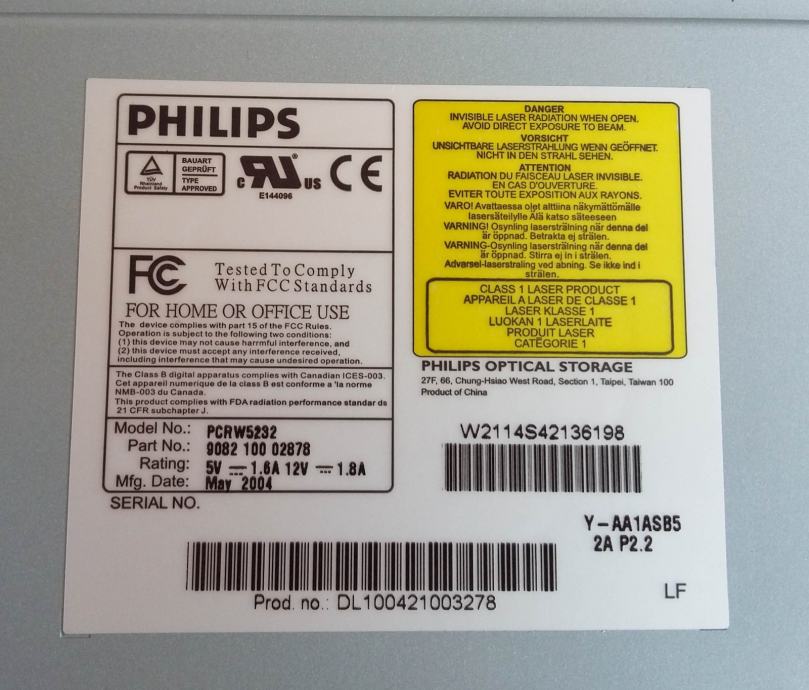 PHILIPS
TÜV
Rheinland
Product Safety
BAUART
GEPRÜFT
TYPE
APPROVED
c RU US
E144096
CE
FC
Tested To Comply
With FCC Standards
FOR HOME OR OFFICE USE
The device complies with part 15 of the FCC Rules.
Operation is subject to the following two conditions:
(1) this device may not cause harmful interference, and
(2) this device must accept any interference received,
including interference that may cause undesired operation.
The Class B digital apparatus complies with Canadian ICES-003.
Cet appareil numerique de la class B est conforme a 'la norme
NMB-003 du Canada.
This product complies with FDA radiation performance standar ds
21 CFR subchapter J.
Model No.: PCRW5232
Part No.: 9082 100 02878
Rating: 5V ⎓ 1.6A 12V ⎓ 1.8A
Mfg. Date: May 2004
SERIAL NO.
DANGER
INVISIBLE LASER RADIATION WHEN OPEN.
AVOID DIRECT EXPOSURE TO BEAM.
VORSICHT
UNSICHTBARE LASERSTRAHLUNG WENN GEÖFFNET.
NICHT IN DEN STRAHL SEHEN.
ATTENTION
RADIATION DU FAISCEAU LASER INVISIBLE.
EN CAS D'OUVERTURE.
EVITER TOUTE EXPOSITION AUX RAYONS.
VARO! Avattaessa olet alttiina näkymättömälle
lasersäteilylle Älä katso säteeseen
VARNING! Osynling laserstrålning når denna del
är öppnad. Betrakta ej strålen.
VARNING-Osynling laserstrålning når denna del
är öppnad. Stirra ej in i strålen.
Advarsel-laserstraling ved abning. Se ikke ind i
strålen.
CLASS 1 LASER PRODUCT
APPAREIL A LASER DE CLASSE 1
LASER KLASSE 1
LUOKAN 1 LASERLAITE
PRODUIT LASER
CATÉGORIE 1
PHILIPS OPTICAL STORAGE
27F, 66, Chung-Hsiao West Road, Section 1, Taipei, Taiwan 100
Product of China
W2114S42136198
Y-AA1ASB5
2A P2.2
Prod. no.: DL100421003278
LF